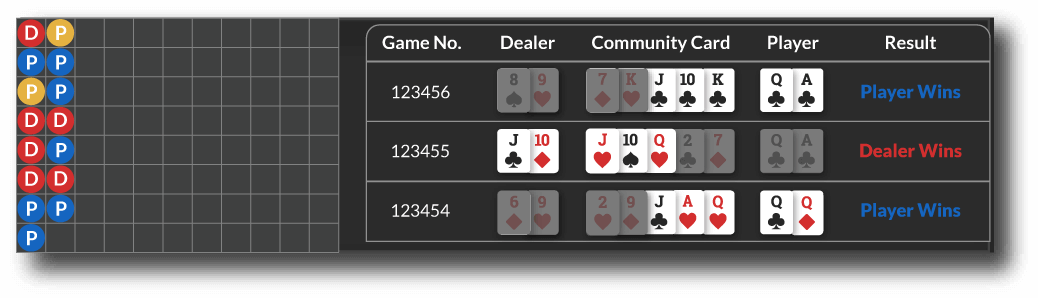 D P
P P
P P
D D
D P
D D
P P
P
Game No. Dealer Community Card Player Result
123456 8 9 7 K J 10 K Q A Player Wins
123455 J 10 J 10 Q 2 7 Q A Dealer Wins
123454 6 9 2 9 J A Q Q Q Player Wins